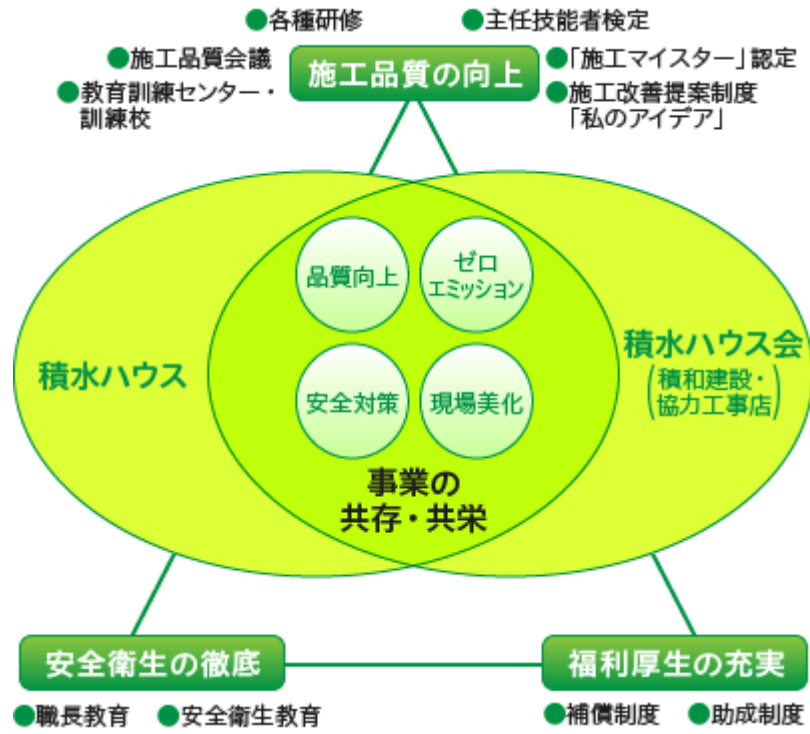 ●各種研修
●主任技能者検定
●施工品質会議
●「施工マイスター」認定
●教育訓練センター・
訓練校
施工品質の向上
●施工改善提案制度
「私のアイデア」
品質向上
ゼロ
エミッション
積水ハウス
積水ハウス会
(積和建設・
協力工事店)
安全対策
現場美化
事業の
共存・共栄
安全衛生の徹底
福利厚生の充実
●職長教育
●安全衛生教育
●補償制度
●助成制度